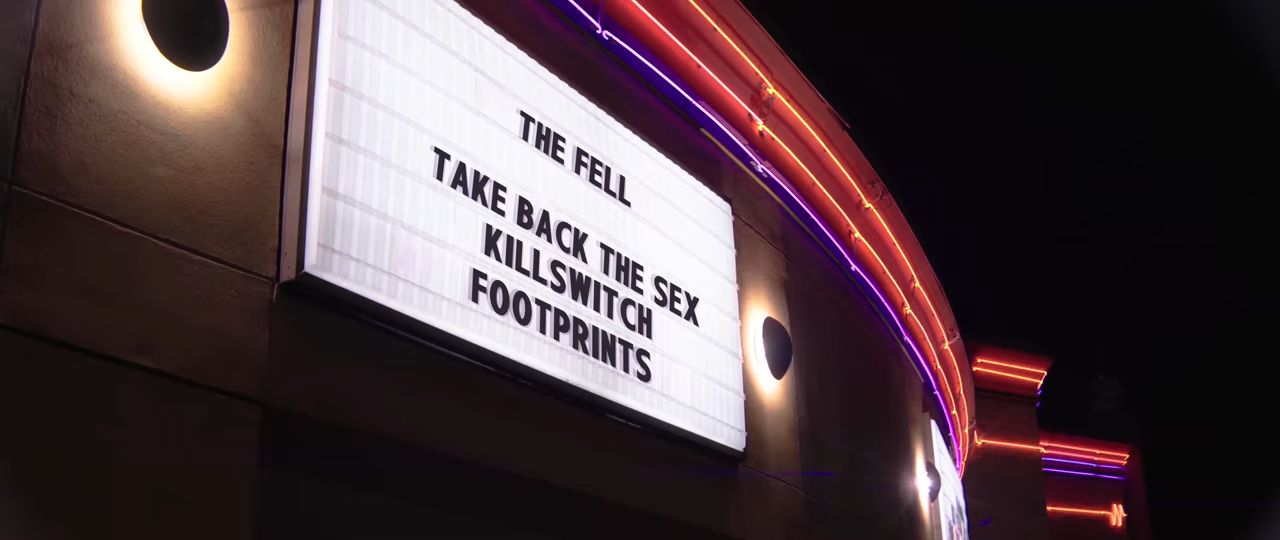 THE FELL
TAKE BACK THE SEX
KILLSWITCH
FOOTPRINTS